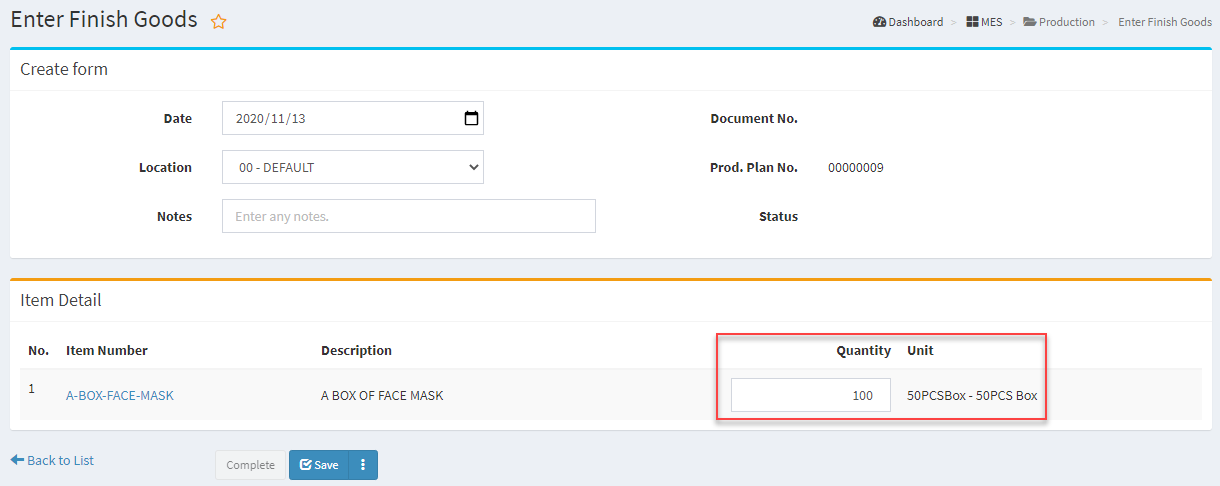 Enter Finish Goods
Dashboard > MES > Production > Enter Finish Goods
Create form
Date 2020/11/13 Document No.
Location 00 - DEFAULT Prod. Plan No. 00000009
Notes Enter any notes. Status
Item Detail
No. Item Number Description Quantity Unit
1 A-BOX-FACE-MASK A BOX OF FACE MASK 100 50PCSBox - 50PCS Box
Back to List Complete Save